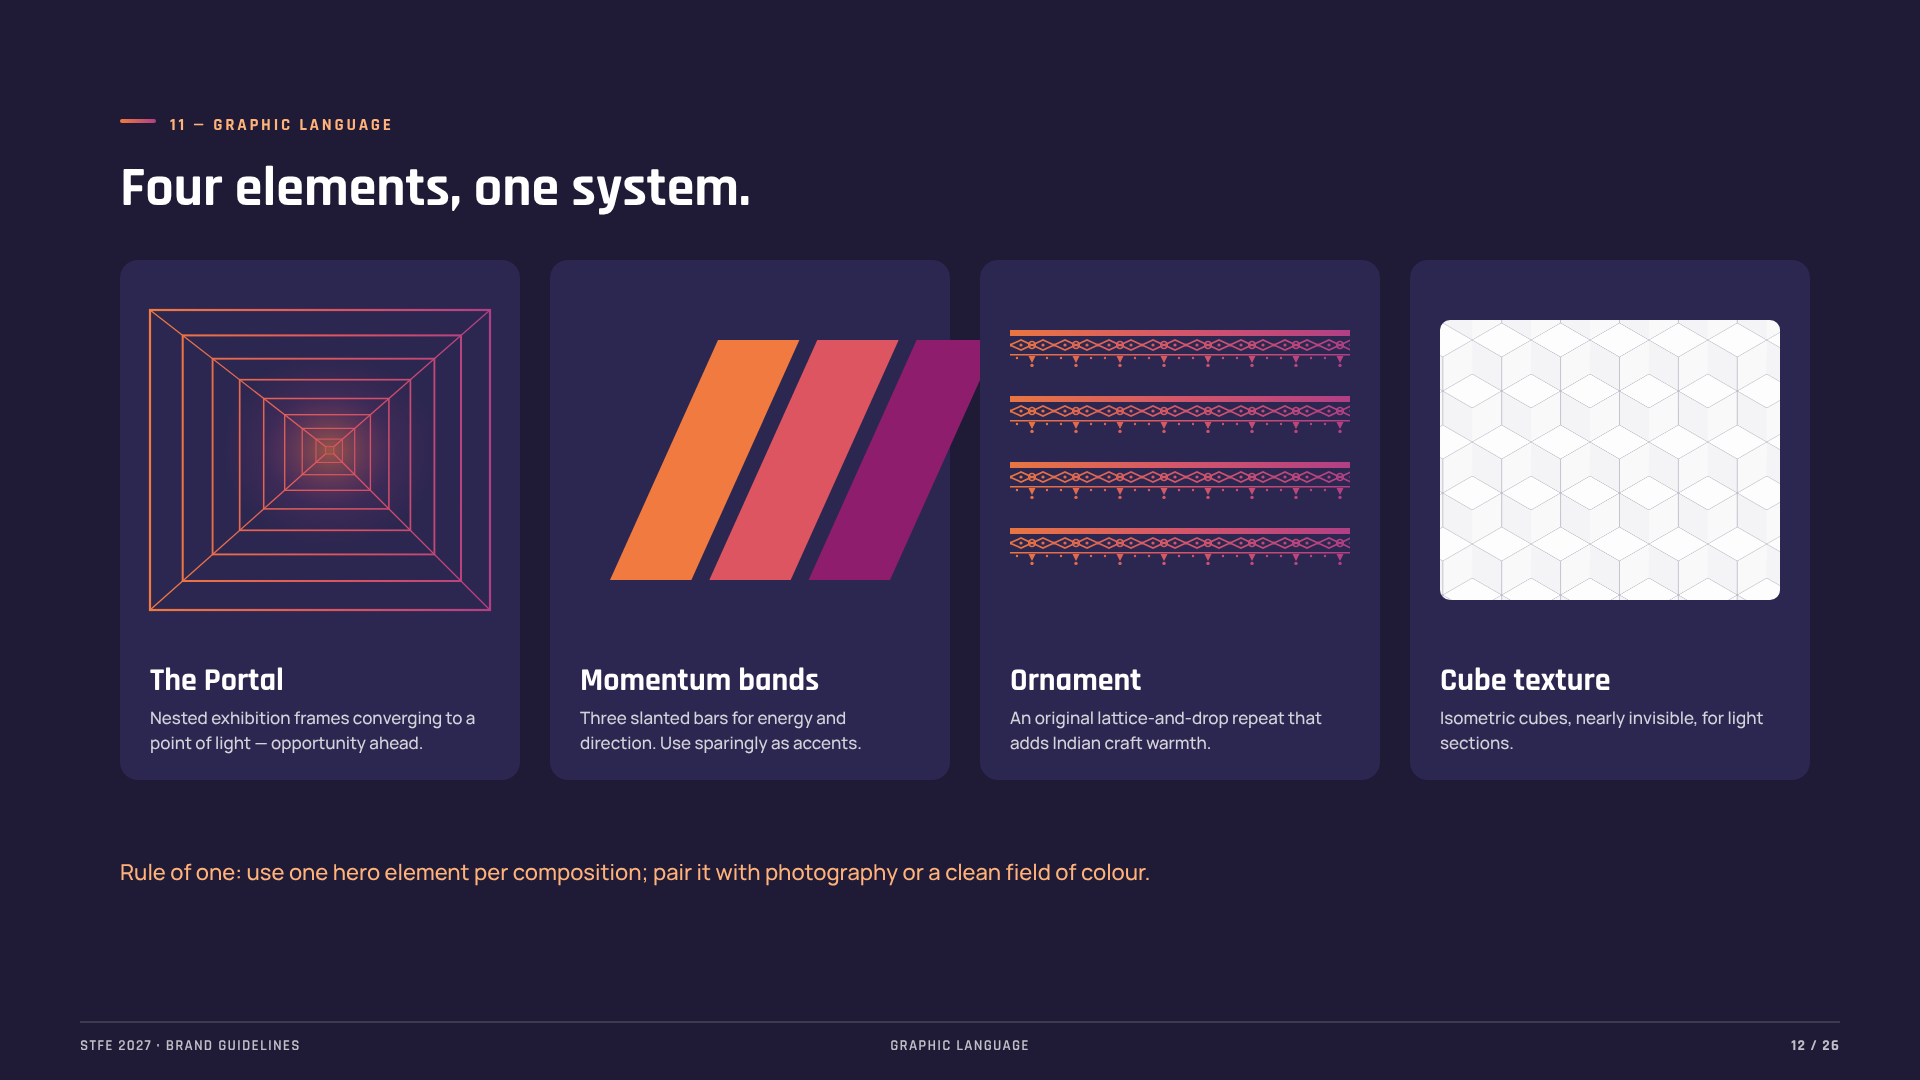 11 — GRAPHIC LANGUAGE
Four elements, one system.
The Portal
Nested exhibition frames converging to a
point of light — opportunity ahead.
Momentum bands
Three slanted bars for energy and
direction. Use sparingly as accents.
Ornament
An original lattice-and-drop repeat that
adds Indian craft warmth.
Cube texture
Isometric cubes, nearly invisible, for light
sections.
Rule of one: use one hero element per composition; pair it with photography or a clean field of colour.
STFE 2027 · BRAND GUIDELINES
GRAPHIC LANGUAGE
12 / 26